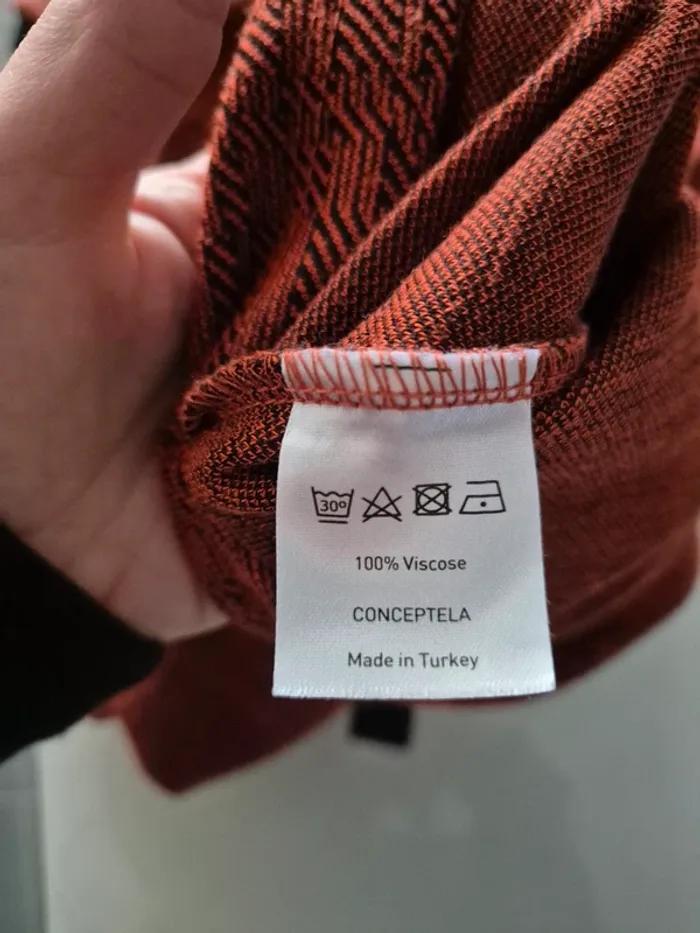 30°
100% Viscose
CONCEPTELA
Made in Turkey